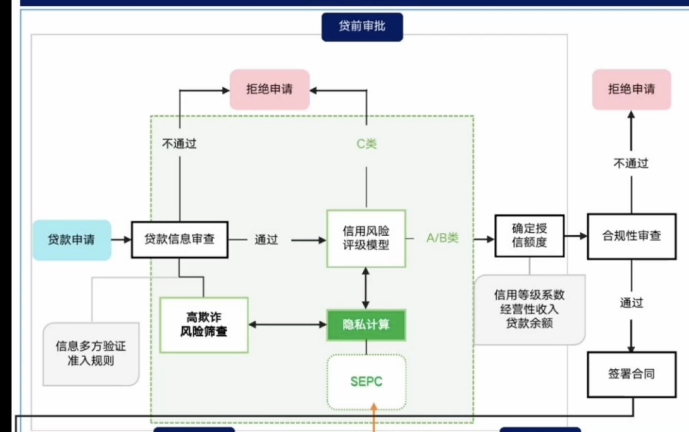 贷前审批
拒绝申请
拒绝申请
不通过
C类
不通过
贷款申请
贷款信息审查
通过
信用风险
评级模型
A/B类
确定授
信额度
合规性审查
高欺诈
风险筛查
隐私计算
信用等级系数
经营性收入
贷款余额
通过
信息多方验证
准入规则
SEPC
签署合同